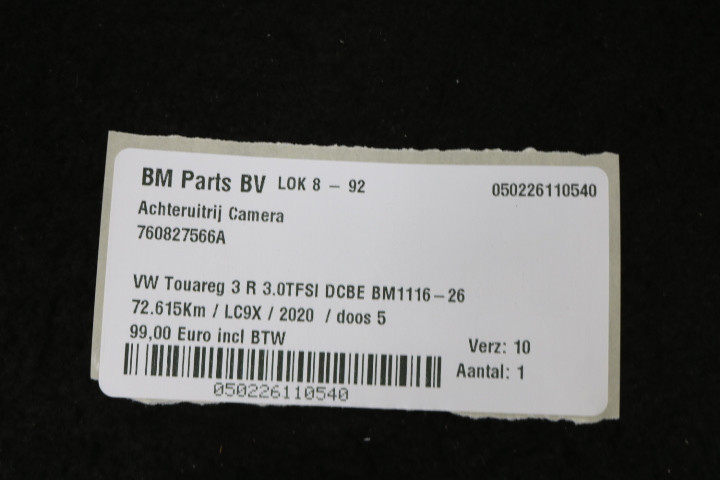 BM Parts BV LOK 8 - 92 050226110540
Achteruitrij Camera
760827566A
VW Touareg 3 R 3.0TFSI DCBE BM1116-26
72.615Km / LC9X / 2020 / doos 5
99,00 Euro incl BTW
Verz: 10
Aantal: 1
050226110540